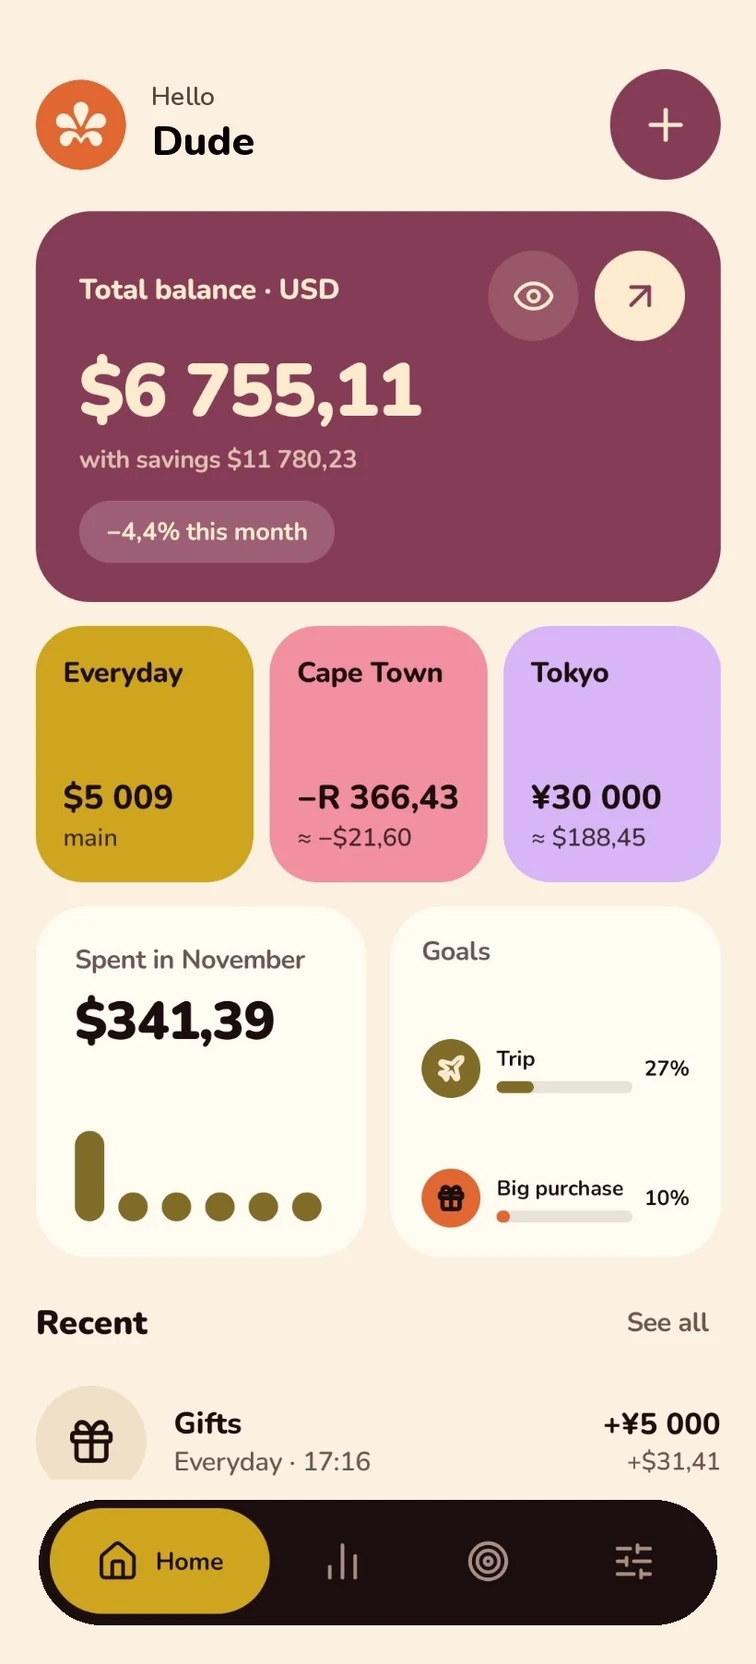 Hello
Dude
Total balance · USD
$6 755,11
with savings $11 780,23
−4,4% this month
Everyday
$5 009
main
Cape Town
−R 366,43
≈ −$21,60
Tokyo
¥30 000
≈ $188,45
Spent in November
$341,39
Goals
Trip
27%
Big purchase
10%
Recent
See all
Gifts
+¥5 000
Everyday · 17:16
+$31,41
Home